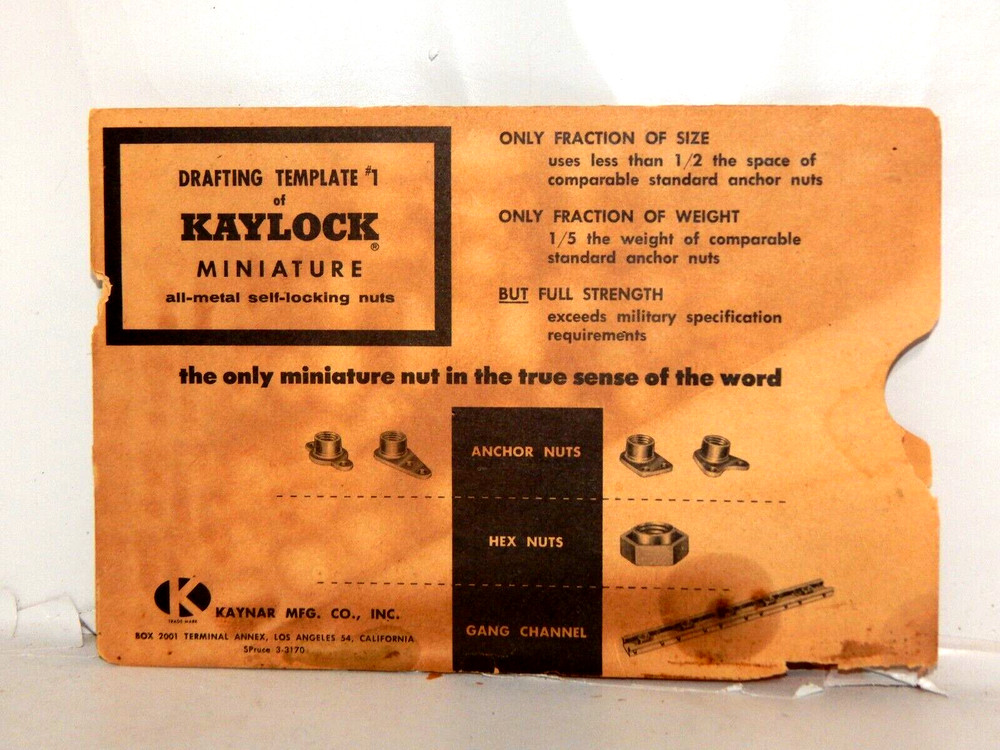 DRAFTING TEMPLATE #1
of
KAYLOCK®
MINIATURE
all-metal self-locking nuts
ONLY FRACTION OF SIZE
uses less than 1/2 the space of
comparable standard anchor nuts
ONLY FRACTION OF WEIGHT
1/5 the weight of comparable
standard anchor nuts
BUT FULL STRENGTH
exceeds military specification
requirements
the only miniature nut in the true sense of the word
ANCHOR NUTS
HEX NUTS
GANG CHANNEL
K
TRADE MARK
KAYNAR MFG. CO., INC.
BOX 2001 TERMINAL ANNEX, LOS ANGELES 54, CALIFORNIA
SPruce 3-3170